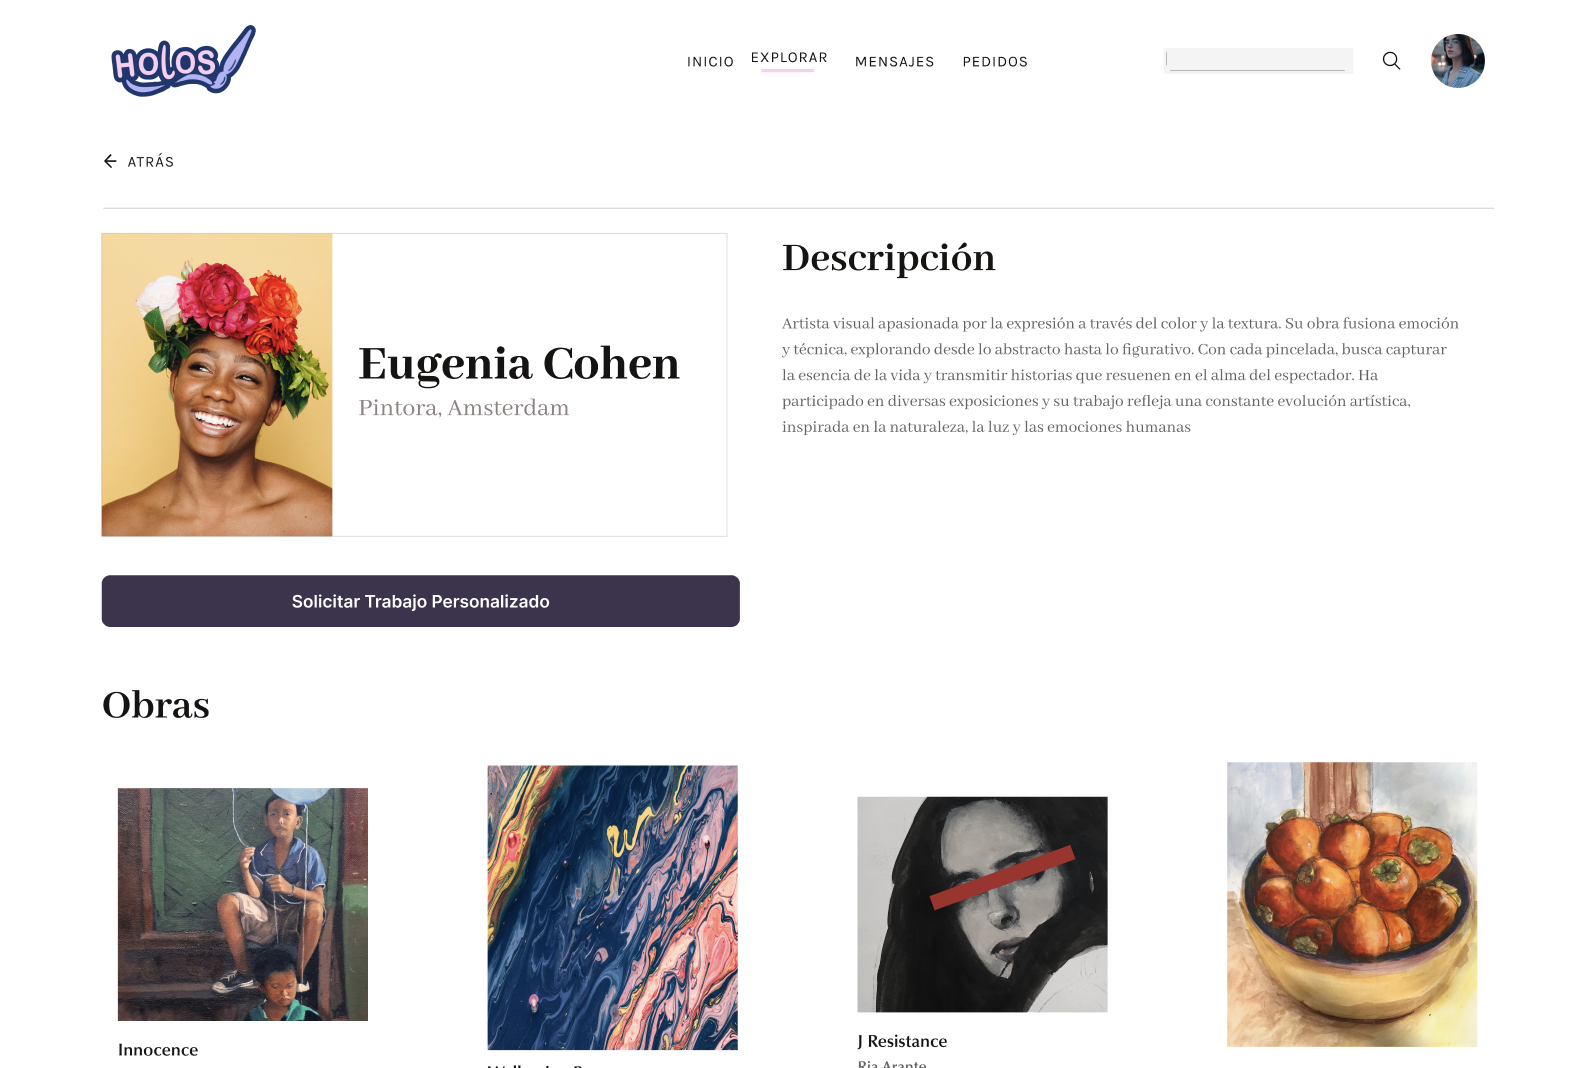 HOLOS
INICIO EXPLORAR MENSAJES PEDIDOS
ATRÁS
Eugenia Cohen
Pintora, Amsterdam
Descripción
Artista visual apasionada por la expresión a través del color y la textura. Su obra fusiona emoción
y técnica, explorando desde lo abstracto hasta lo figurativo. Con cada pincelada, busca capturar
la esencia de la vida y transmitir historias que resuenen en el alma del espectador. Ha
participado en diversas exposiciones y su trabajo refleja una constante evolución artística,
inspirada en la naturaleza, la luz y las emociones humanas
Solicitar Trabajo Personalizado
Obras
Innocence
J Resistance
Ria Arante